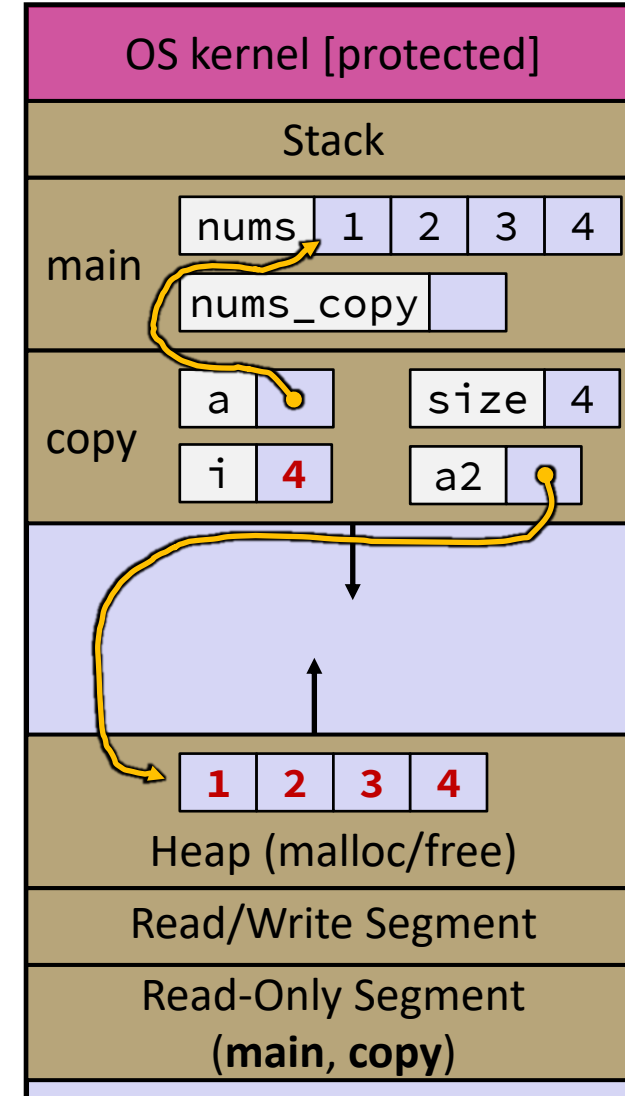 OS kernel [protected]
Stack
main
nums 1 2 3 4
nums_copy
copy
a size 4
i 4 a2
1 2 3 4
Heap (malloc/free)
Read/Write Segment
Read-Only Segment
(main, copy)